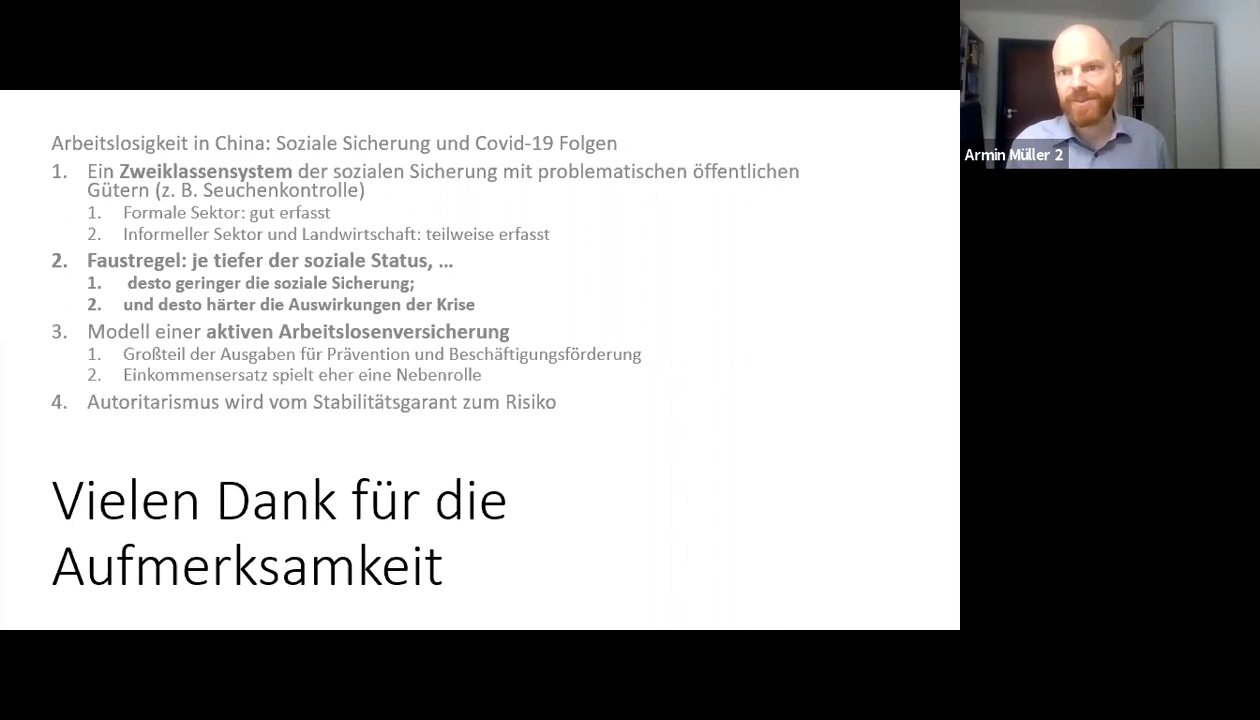 Arbeitslosigkeit in China: Soziale Sicherung und Covid-19 Folgen
1. Ein Zweiklassensystem der sozialen Sicherung mit problematischen öffentlichen
Gütern (z. B. Seuchenkontrolle)
1. Formale Sektor: gut erfasst
2. Informeller Sektor und Landwirtschaft: teilweise erfasst
2. Faustregel: je tiefer der soziale Status, …
1. desto geringer die soziale Sicherung;
2. und desto härter die Auswirkungen der Krise
3. Modell einer aktiven Arbeitslosenversicherung
1. Großteil der Ausgaben für Prävention und Beschäftigungsförderung
2. Einkommensersatz spielt eher eine Nebenrolle
4. Autoritarismus wird vom Stabilitätsgarant zum Risiko
Vielen Dank für die
Aufmerksamkeit
Armin Müller 2